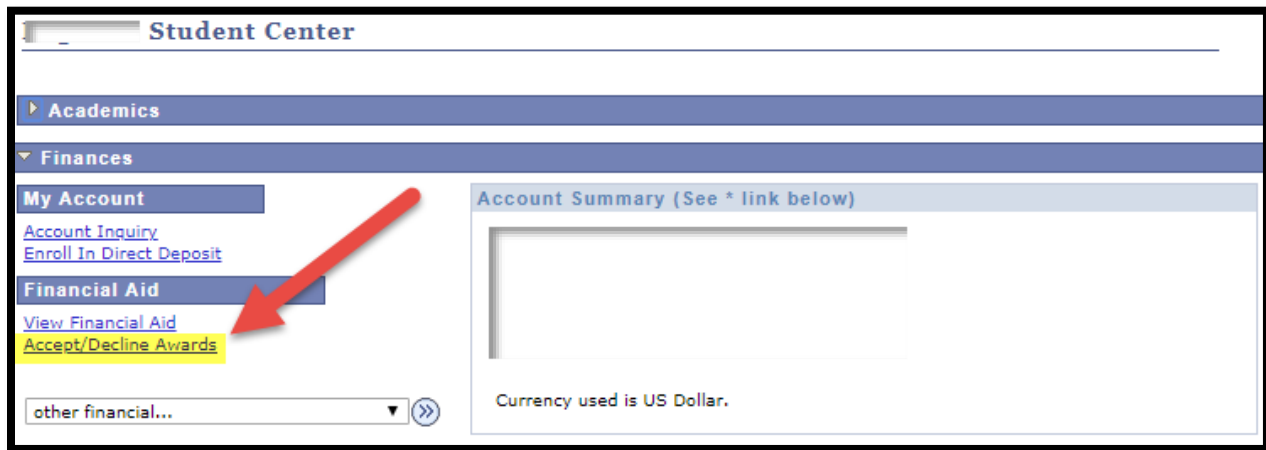 Student Center
Academics
Finances
My Account
Account Inquiry
Enroll In Direct Deposit
Financial Aid
View Financial Aid
Accept/Decline Awards
other financial...
Account Summary (See * link below)
Currency used is US Dollar.